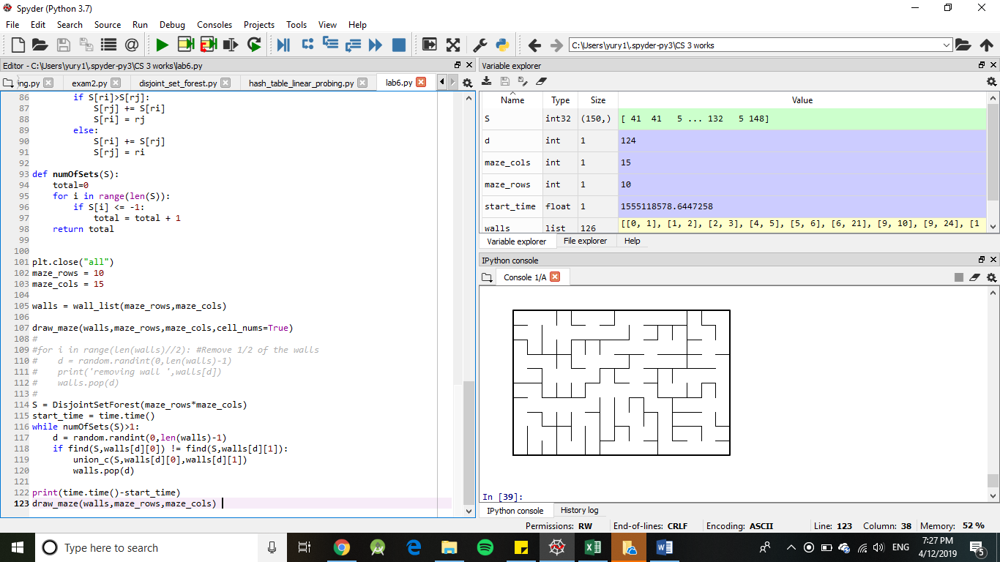 Spyder (Python 3.7)
File Edit Search Source Run Debug Consoles Projects Tools View Help
C:\Users\yury1\.spyder-py3\CS 3 works
Editor - C:\Users\yury1\.spyder-py3\CS 3 works\lab6.py
ing.py exam2.py disjoint_set_forest.py hash_table_linear_probing.py lab6.py
86 if S[ri]>S[rj]:
87 S[rj] += S[ri]
88 S[ri] = rj
89 else:
90 S[ri] += S[rj]
91 S[rj] = ri
92
93 def numOfSets(S):
94 total=0
95 for i in range(len(S)):
96 if S[i] <= -1:
97 total = total + 1
98 return total
99
100
101 plt.close("all")
102 maze_rows = 10
103 maze_cols = 15
104
105 walls = wall_list(maze_rows,maze_cols)
106
107 draw_maze(walls,maze_rows,maze_cols,cell_nums=True)
108 #
109 #for i in range(len(walls)//2): #Remove 1/2 of the walls
110 # d = random.randint(0,len(walls)-1)
111 # print('removing wall ',walls[d])
112 # walls.pop(d)
113 #
114 S = DisjointSetForest(maze_rows*maze_cols)
115 start_time = time.time()
116 while numOfSets(S)>1:
117 d = random.randint(0,len(walls)-1)
118 if find(S,walls[d][0]) != find(S,walls[d][1]):
119 union_c(S,walls[d][0],walls[d][1])
120 walls.pop(d)
121
122 print(time.time()-start_time)
123 draw_maze(walls,maze_rows,maze_cols)
Variable explorer
Name Type Size Value
S int32 (150,) [ 41 41 5 ... 132 5 148]
d int 1 124
maze_cols int 1 15
maze_rows int 1 10
start_time float 1 1555118578.6447258
walls list 126 [[0, 1], [1, 2], [2, 3], [4, 5], [5, 6], [6, 21], [9, 10], [9, 24], [1
Variable explorer File explorer Help
IPython console
Console 1/A
In [39]:
IPython console History log
Permissions: RW End-of-lines: CRLF Encoding: ASCII Line: 123 Column: 38 Memory: 52 %
Type here to search
ENG
7:27 PM
4/12/2019
5